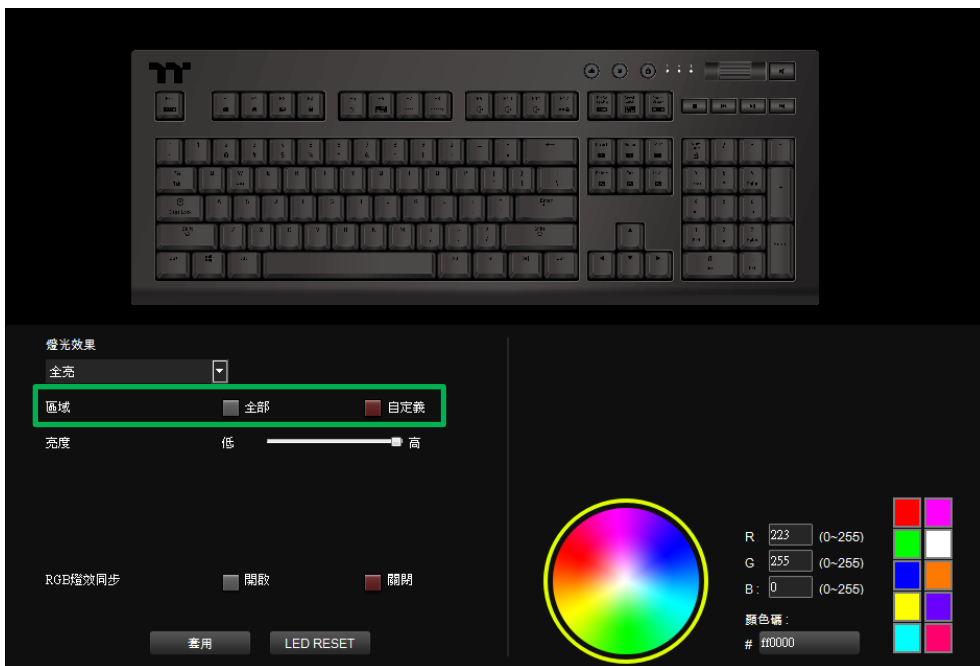 燈光效果
全亮
區域 全部 自定義
亮度 低 高
RGB燈效同步 開啟 關閉
套用 LED RESET
R 223 (0~255)
G 255 (0~255)
B : 0 (0~255)
顏色碼 :
# ff0000